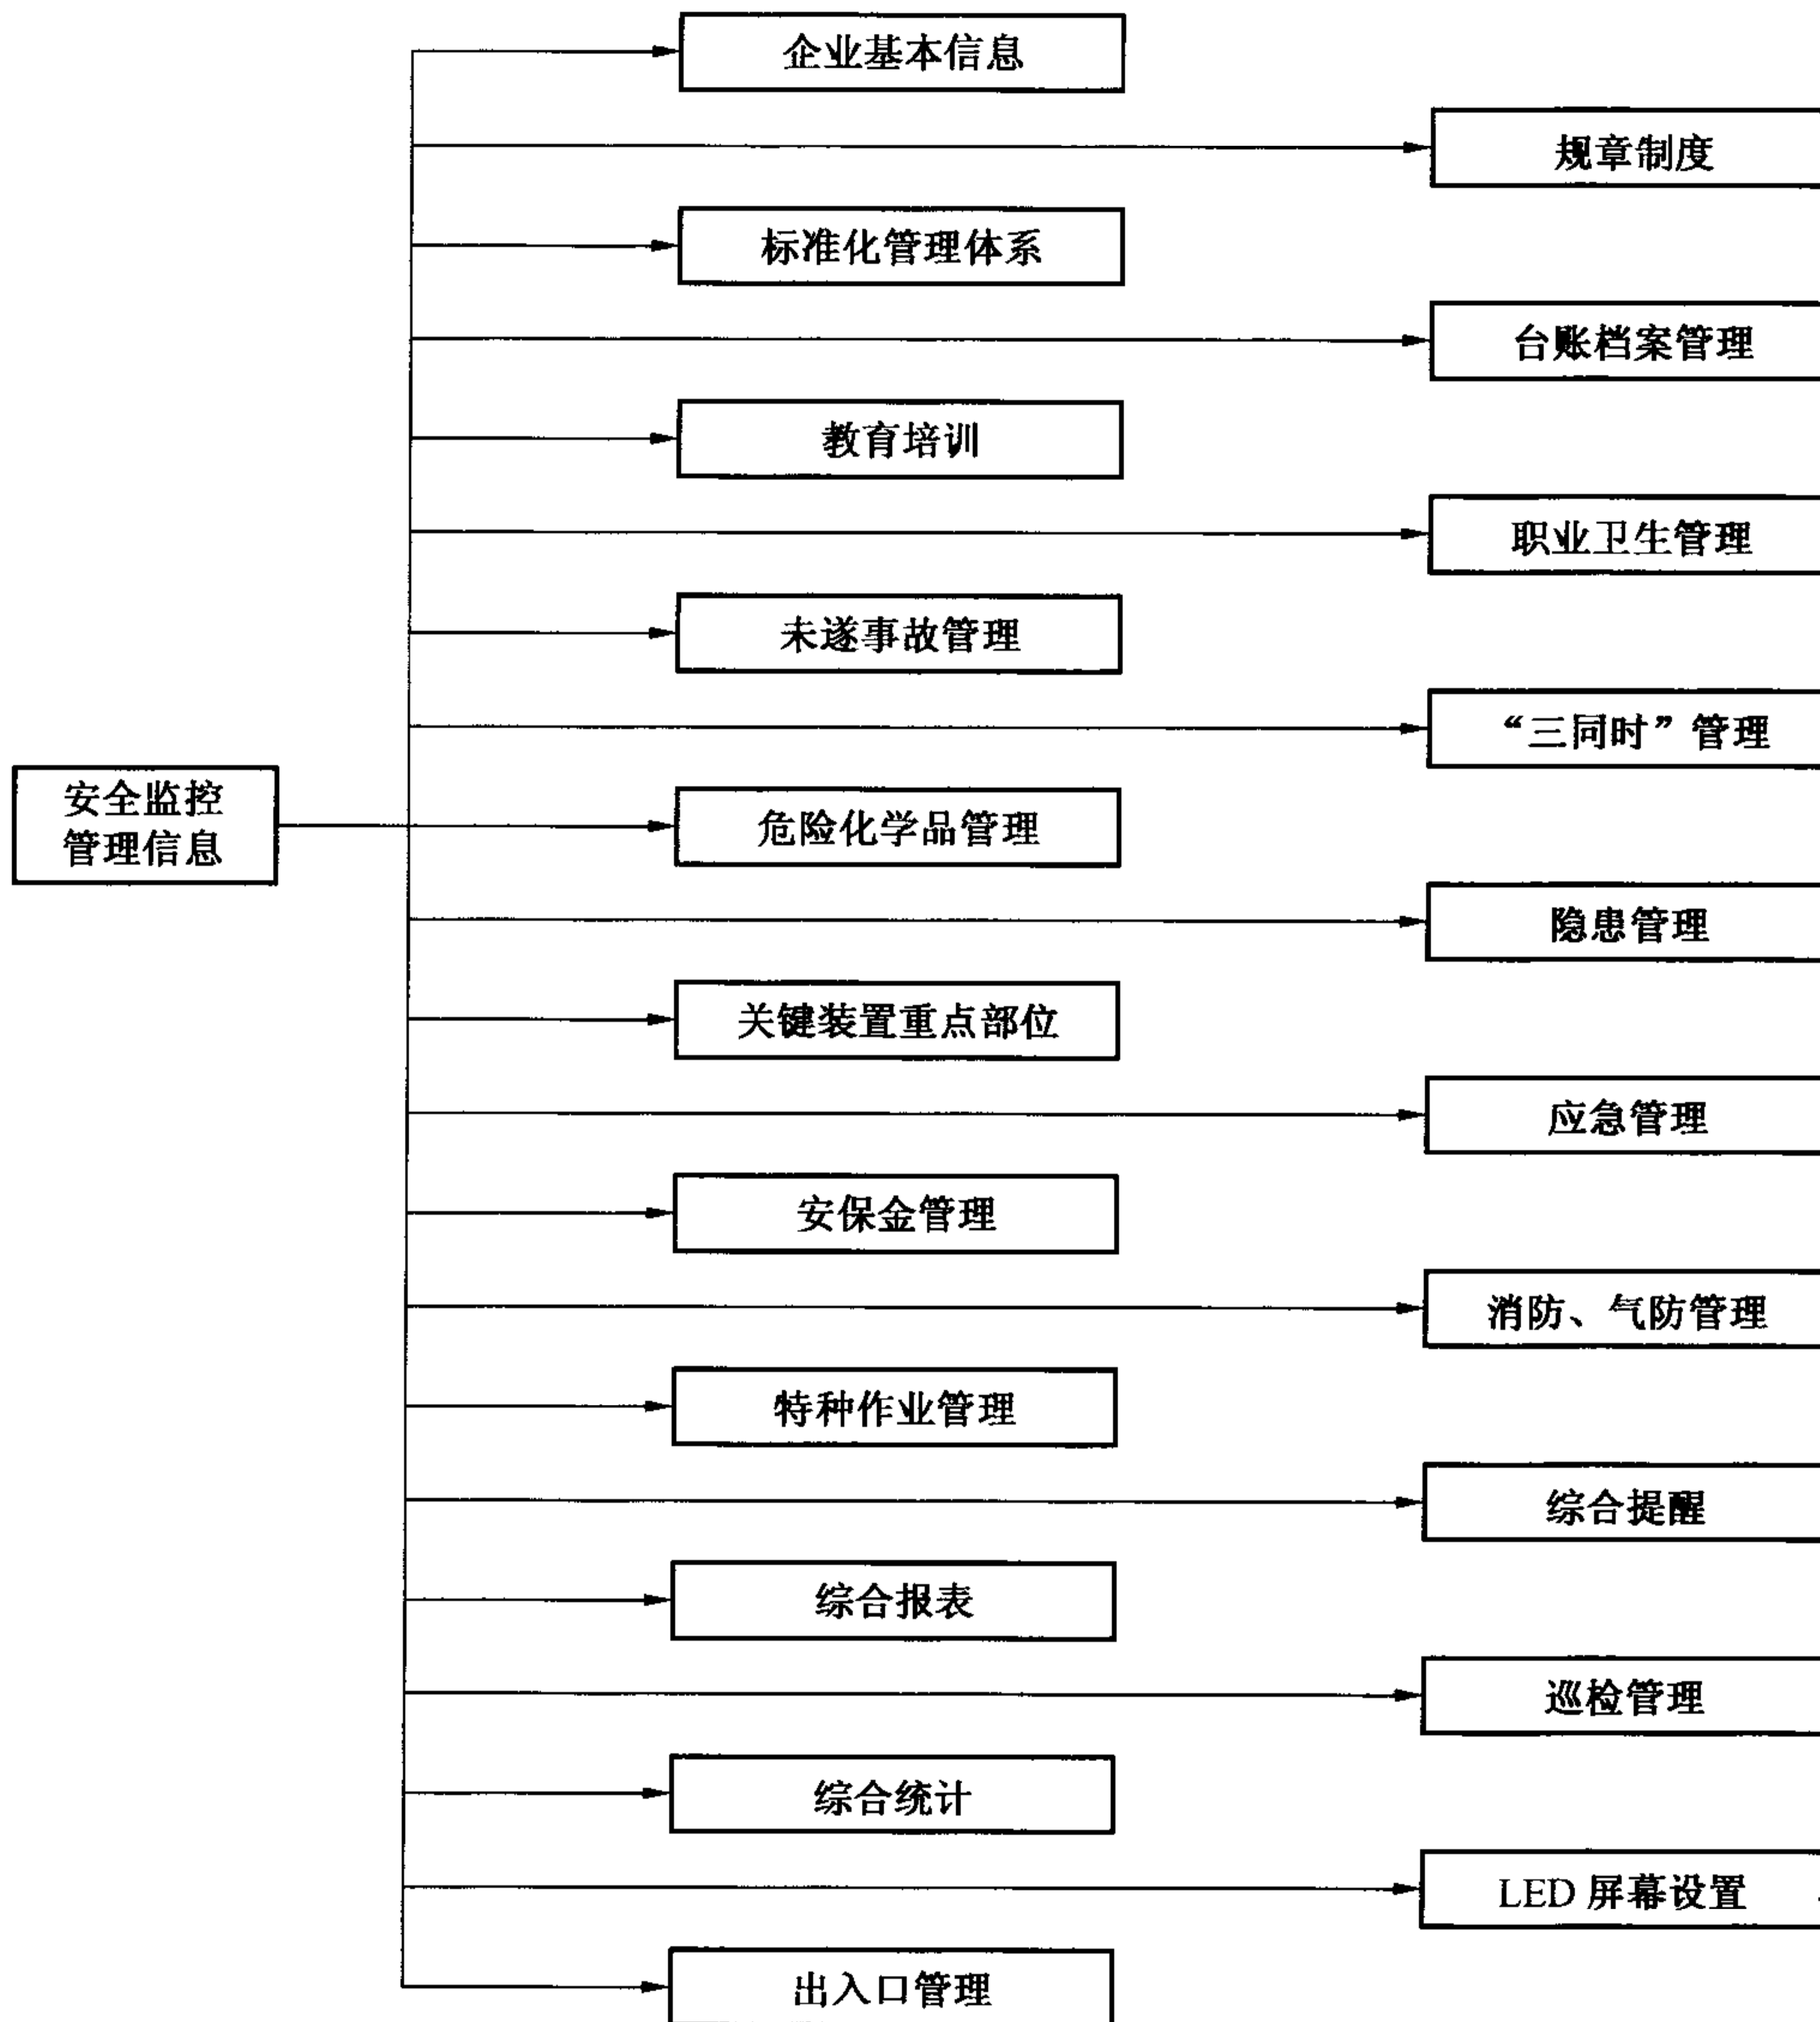 企业基本信息
规章制度
标准化管理体系
台账档案管理
教育培训
职业卫生管理
未遂事故管理
“三同时”管理
安全监控
管理信息
危险化学品管理
隐患管理
关键装置重点部位
应急管理
安保金管理
消防、气防管理
特种作业管理
综合提醒
综合报表
巡检管理
综合统计
LED 屏幕设置
出入口管理